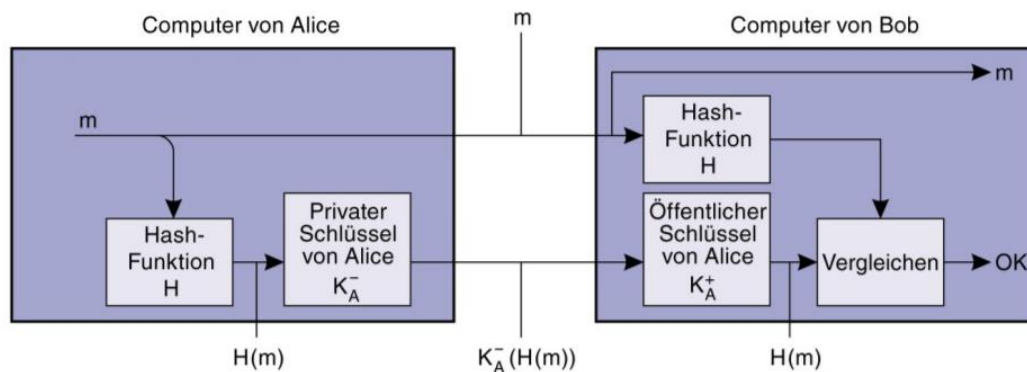 Computer von Alice
m
Computer von Bob
m
m
Hash-
Funktion
H
Hash-
Funktion
H
Privater
Schlüssel
von Alice
K_A^-
Öffentlicher
Schlüssel
von Alice
K_A^+
Vergleichen
OK
H(m)
K_A^-(H(m))
H(m)